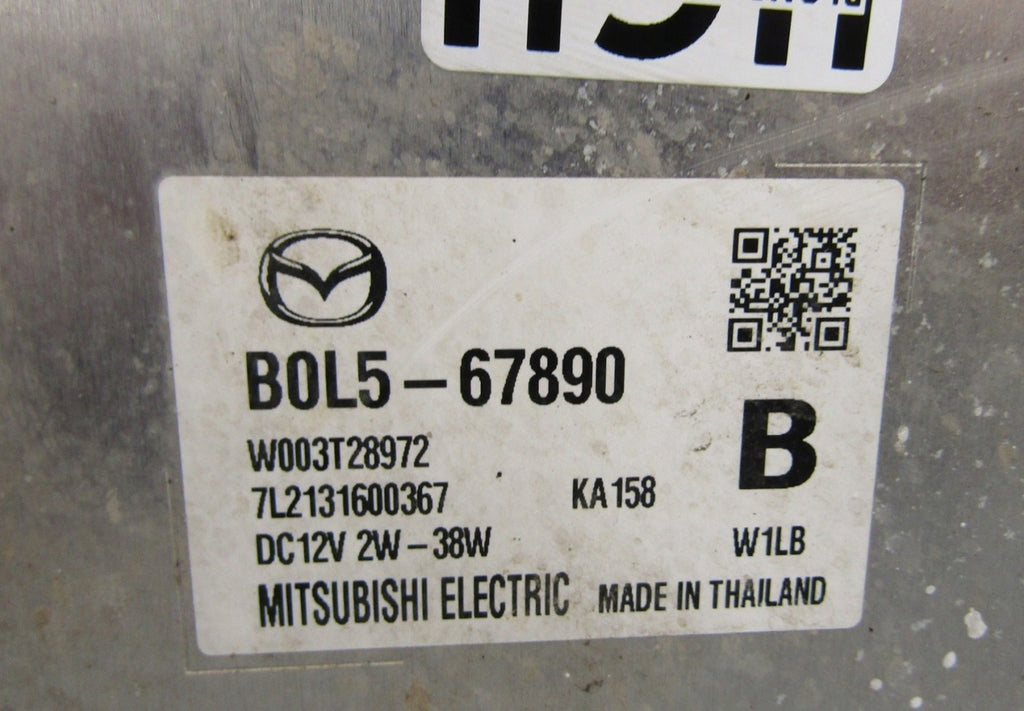 B0L5-67890
B
W003T28972
7L2131600367 KA158
DC12V 2W-38W W1LB
MITSUBISHI ELECTRIC MADE IN THAILAND